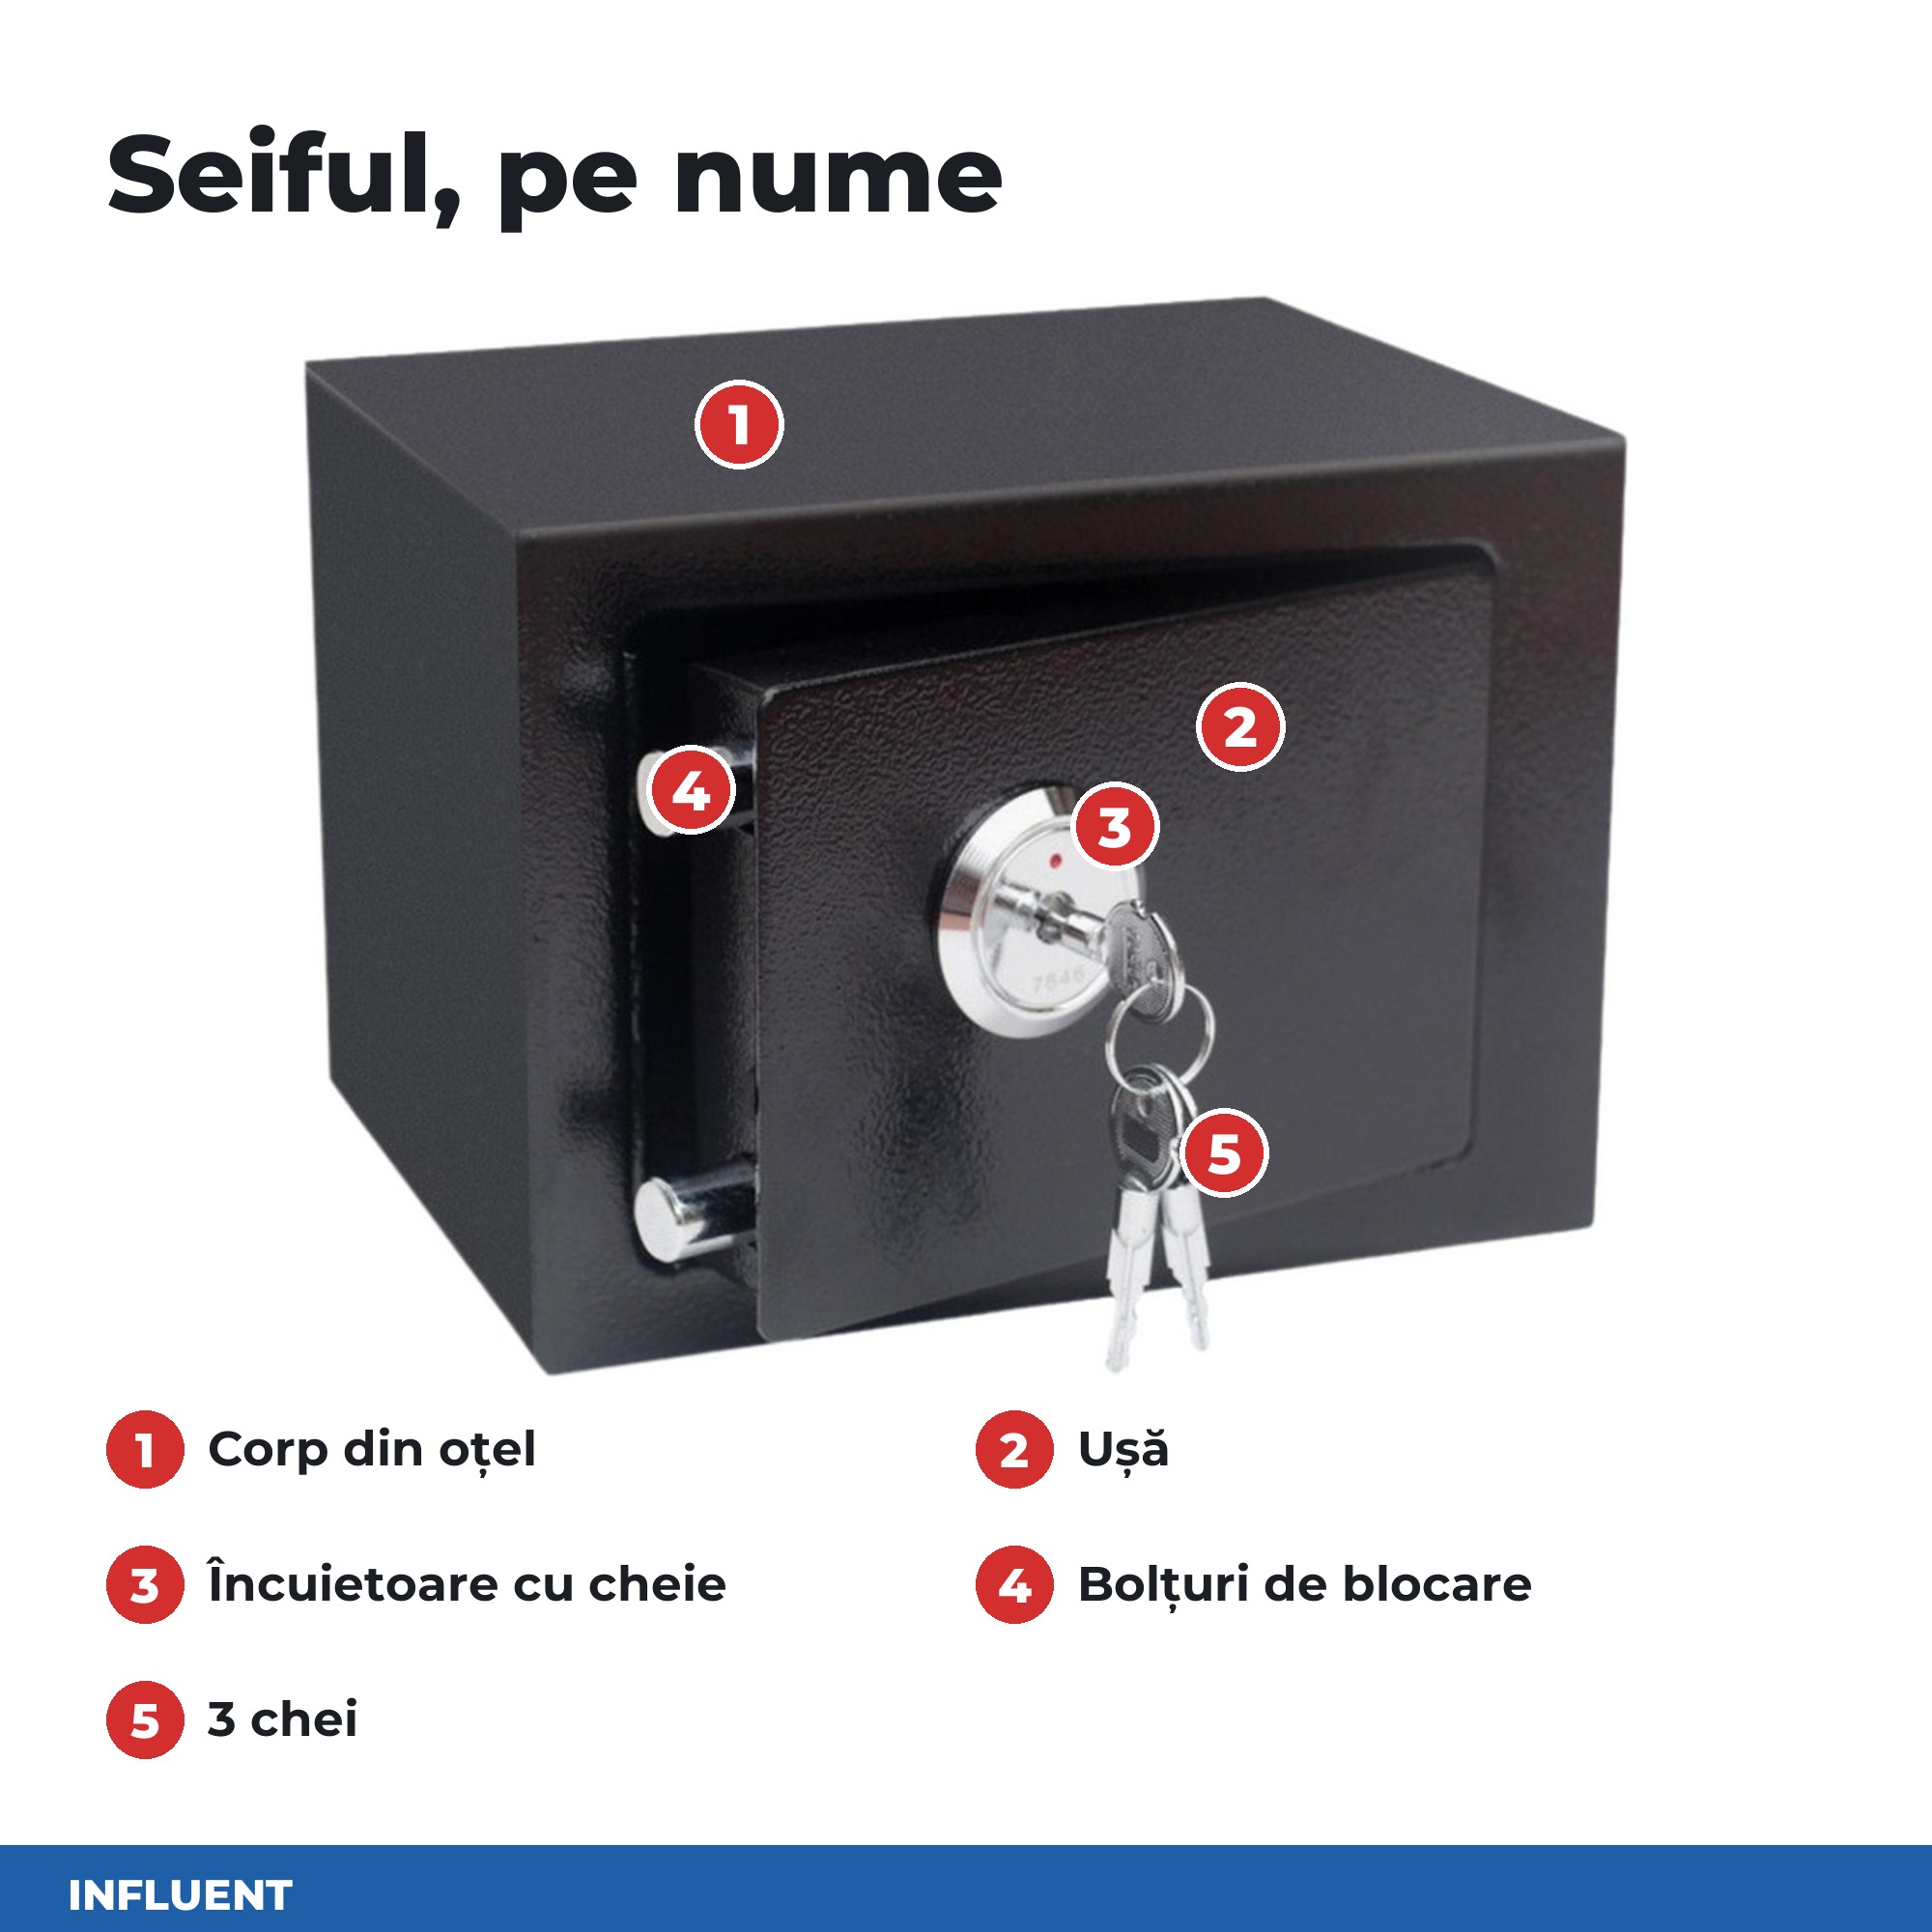 Seiful, pe nume
1
2
4
3
7846
5
1 Corp din oțel
2 Ușă
3 Încuietoare cu cheie
4 Bolțuri de blocare
5 3 chei
INFLUENT